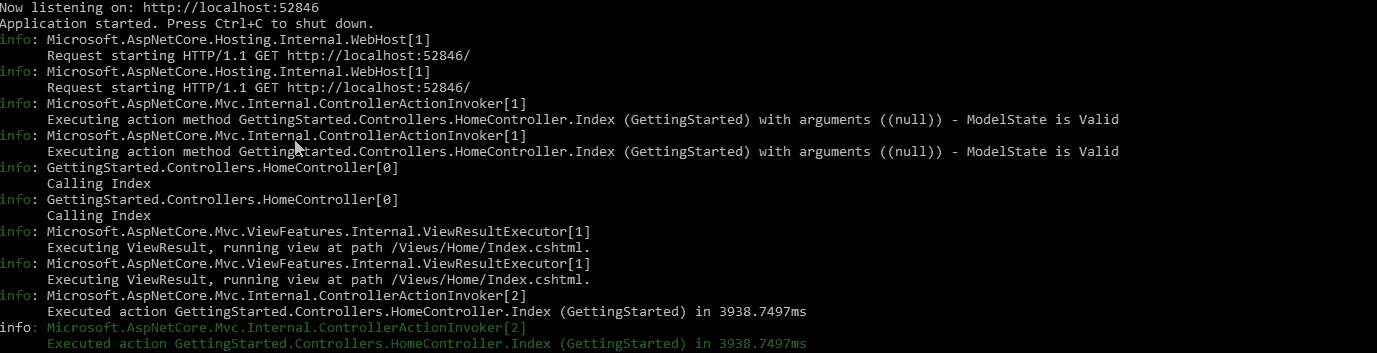 Now listening on: http://localhost:52846
Application started. Press Ctrl+C to shut down.
info: Microsoft.AspNetCore.Hosting.Internal.WebHost[1]
      Request starting HTTP/1.1 GET http://localhost:52846/
info: Microsoft.AspNetCore.Hosting.Internal.WebHost[1]
      Request starting HTTP/1.1 GET http://localhost:52846/
info: Microsoft.AspNetCore.Mvc.Internal.ControllerActionInvoker[1]
      Executing action method GettingStarted.Controllers.HomeController.Index (GettingStarted) with arguments ((null)) - ModelState is Valid
info: Microsoft.AspNetCore.Mvc.Internal.ControllerActionInvoker[1]
      Executing action method GettingStarted.Controllers.HomeController.Index (GettingStarted) with arguments ((null)) - ModelState is Valid
info: GettingStarted.Controllers.HomeController[0]
      Calling Index
info: GettingStarted.Controllers.HomeController[0]
      Calling Index
info: Microsoft.AspNetCore.Mvc.ViewFeatures.Internal.ViewResultExecutor[1]
      Executing ViewResult, running view at path /Views/Home/Index.cshtml.
info: Microsoft.AspNetCore.Mvc.ViewFeatures.Internal.ViewResultExecutor[1]
      Executing ViewResult, running view at path /Views/Home/Index.cshtml.
info: Microsoft.AspNetCore.Mvc.Internal.ControllerActionInvoker[2]
      Executed action GettingStarted.Controllers.HomeController.Index (GettingStarted) in 3938.7497ms
info: Microsoft.AspNetCore.Mvc.Internal.ControllerActionInvoker[2]
      Executed action GettingStarted.Controllers.HomeController.Index (GettingStarted) in 3938.7497ms